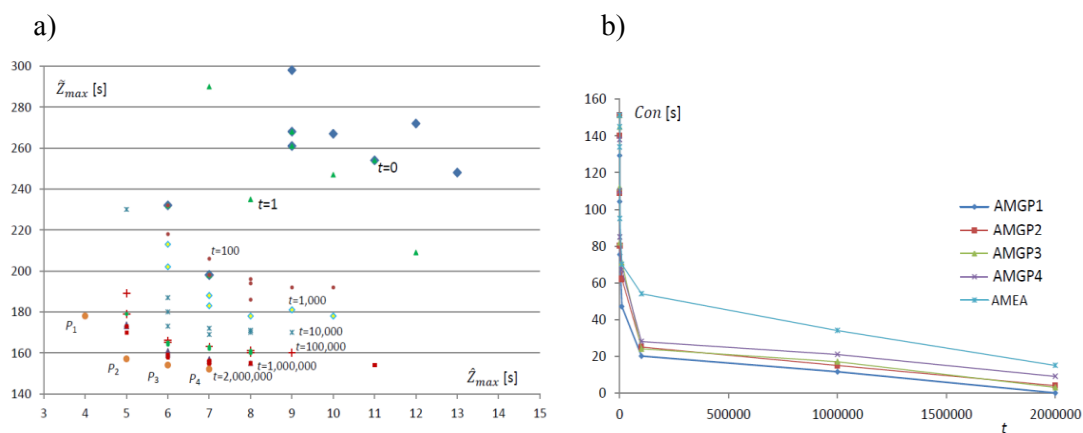 a)
b)
300
280
260
240
220
200
180
160
140
Z̃max [s]
t=0
t=1
t=100
t=1,000
t=10,000
t=100,000
t=1,000,000
t=2,000,000
P1
P2
P3
P4
Ẑmax [s]
3 4 5 6 7 8 9 10 11 12 13 14 15
160
140
120
100
80
60
40
20
0
Con [s]
AMGP1
AMGP2
AMGP3
AMGP4
AMEA
0 500000 1000000 1500000 2000000
t